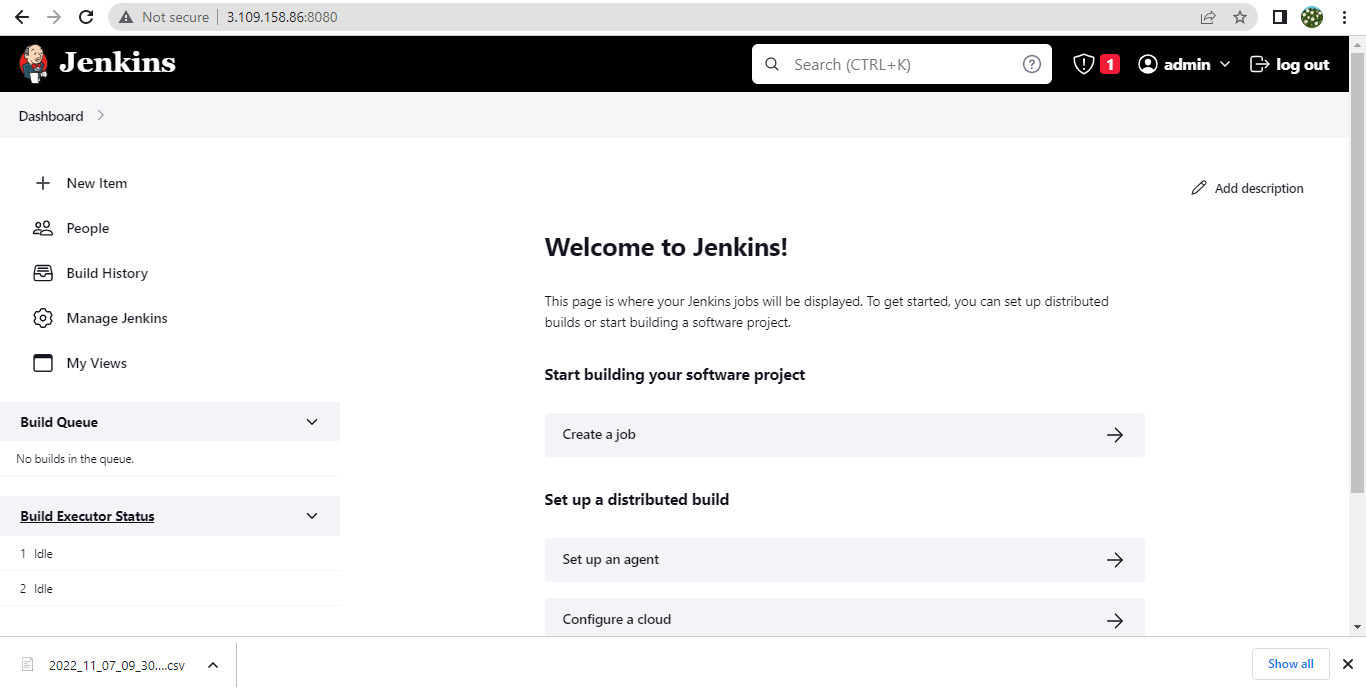 Not secure
3.109.158.86:8080
Jenkins
Search (CTRL+K)
?
1
admin
log out
Dashboard
New Item
People
Build History
Manage Jenkins
My Views
Build Queue
No builds in the queue.
Build Executor Status
1 Idle
2 Idle
Add description
Welcome to Jenkins!
This page is where your Jenkins jobs will be displayed. To get started, you can set up distributed
builds or start building a software project.
Start building your software project
Create a job
Set up a distributed build
Set up an agent
Configure a cloud
2022_11_07_09_30....csv
Show all